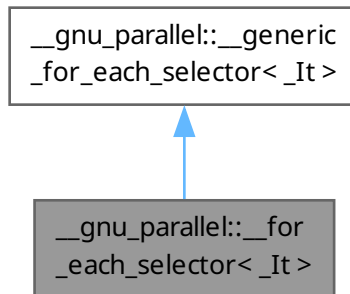 __gnu_parallel::__generic
_for_each_selector< _It >
__gnu_parallel::__for
_each_selector< _It >